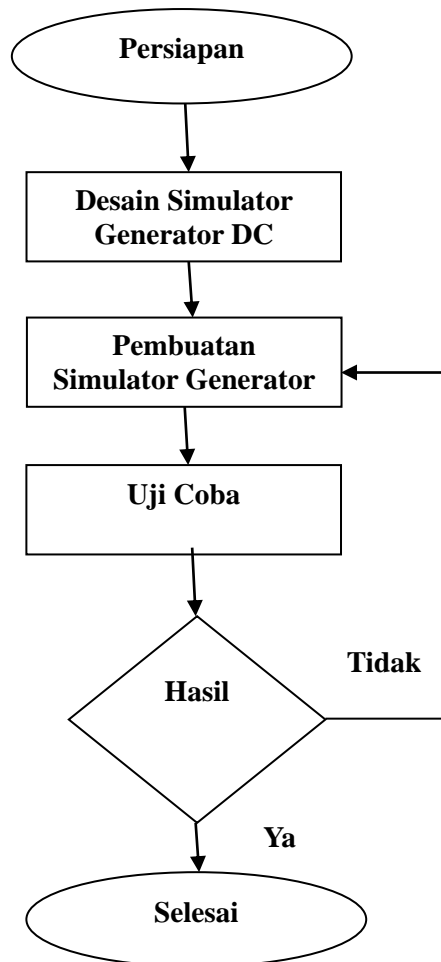 Persiapan
Desain Simulator
Generator DC
Pembuatan
Simulator Generator
Uji Coba
Hasil
Tidak
Ya
Selesai